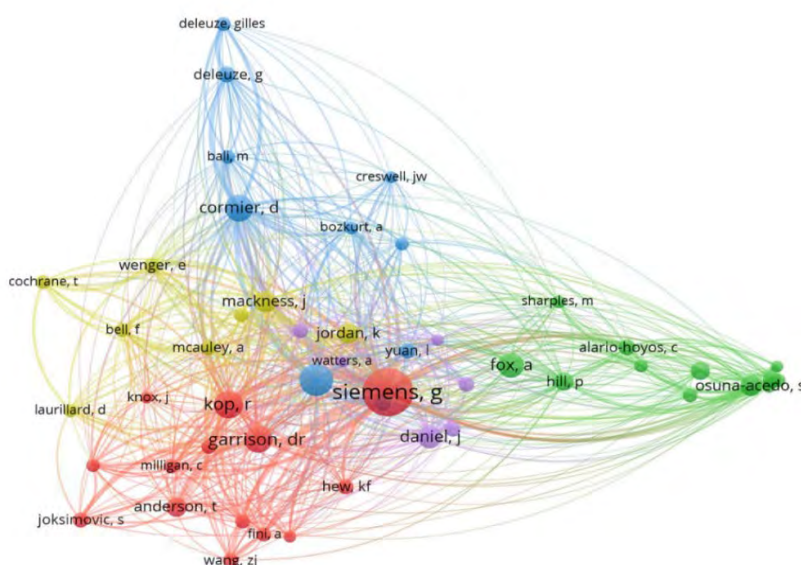 deleuze, gilles
deleuze, g
bali, m
creswell, jw
cormier, d
bozkurt, a
wenger, e
cochrane, t
mackness, j
sharples, m
bell, f
jordan, k
mcauley, a
yuan, l
alario-hoyos, c
watters, a
fox, a
hill, p
osuna-acedo, s
siemens, g
knox, j
kop, r
laurillard, d
garrison, dr
daniel, j
milligan, c
hew, kf
anderson, t
joksimovic, s
fini, a
wang, zj